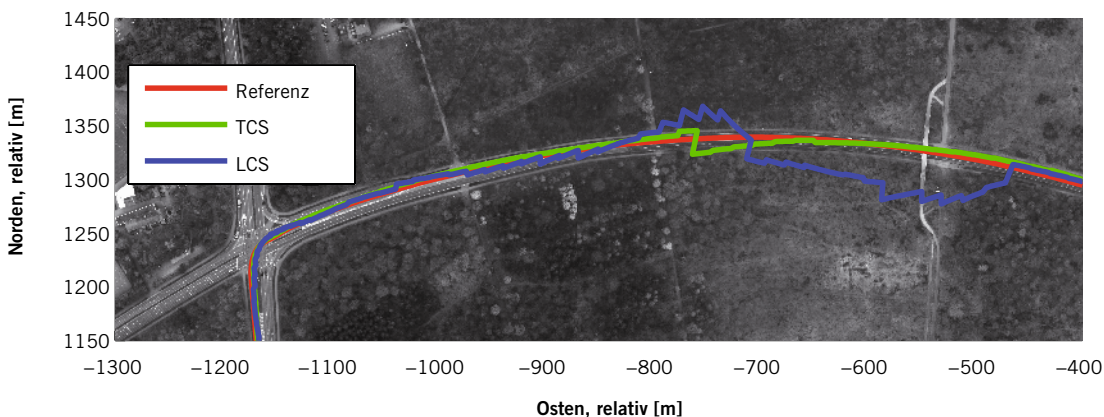 1450
1400
1350
1300
1250
1200
1150
Norden, relativ [m]
Referenz
TCS
LCS
–1300 –1200 –1100 –1000 –900 –800 –700 –600 –500 –400
Osten, relativ [m]